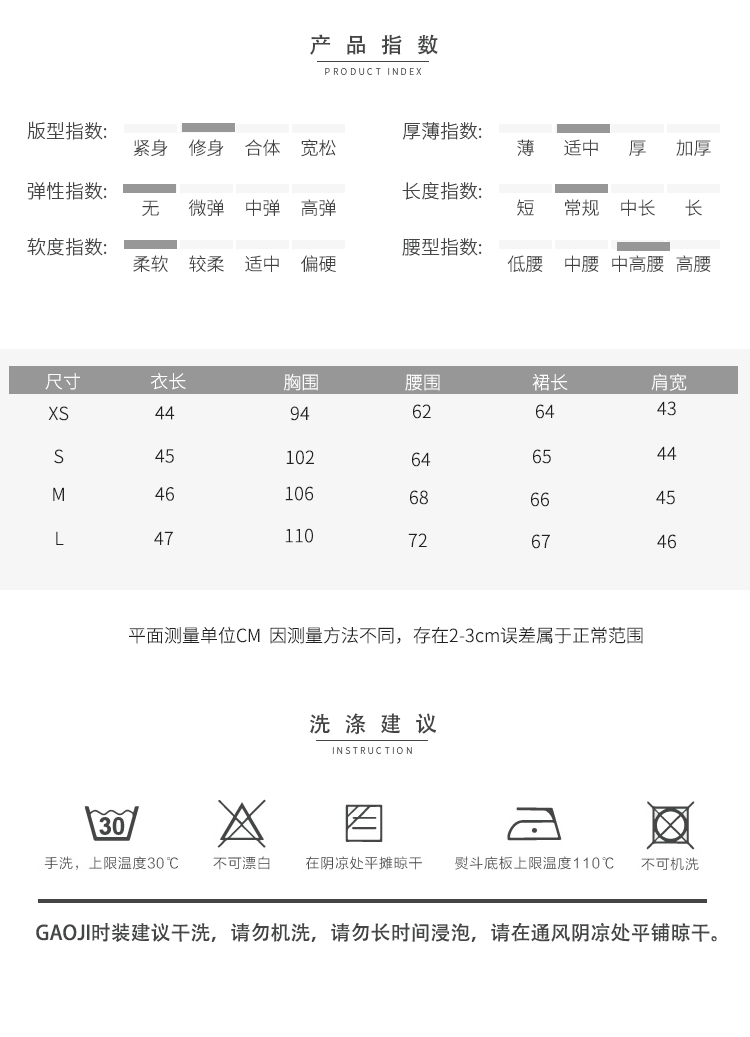 产品指数
PRODUCT INDEX
版型指数: 紧身 修身 合体 宽松
厚薄指数: 薄 适中 厚 加厚
弹性指数: 无 微弹 中弹 高弹
长度指数: 短 常规 中长 长
软度指数: 柔软 较柔 适中 偏硬
腰型指数: 低腰 中腰 中高腰 高腰
尺寸 衣长 胸围 腰围 裙长 肩宽
XS 44 94 62 64 43
S 45 102 64 65 44
M 46 106 68 66 45
L 47 110 72 67 46
平面测量单位CM 因测量方法不同，存在2-3cm误差属于正常范围
洗涤建议
INSTRUCTION
30
手洗，上限温度30℃ 不可漂白 在阴凉处平摊晾干 熨斗底板上限温度110℃ 不可机洗
GAOJI时装建议干洗，请勿机洗，请勿长时间浸泡，请在通风阴凉处平铺晾干。